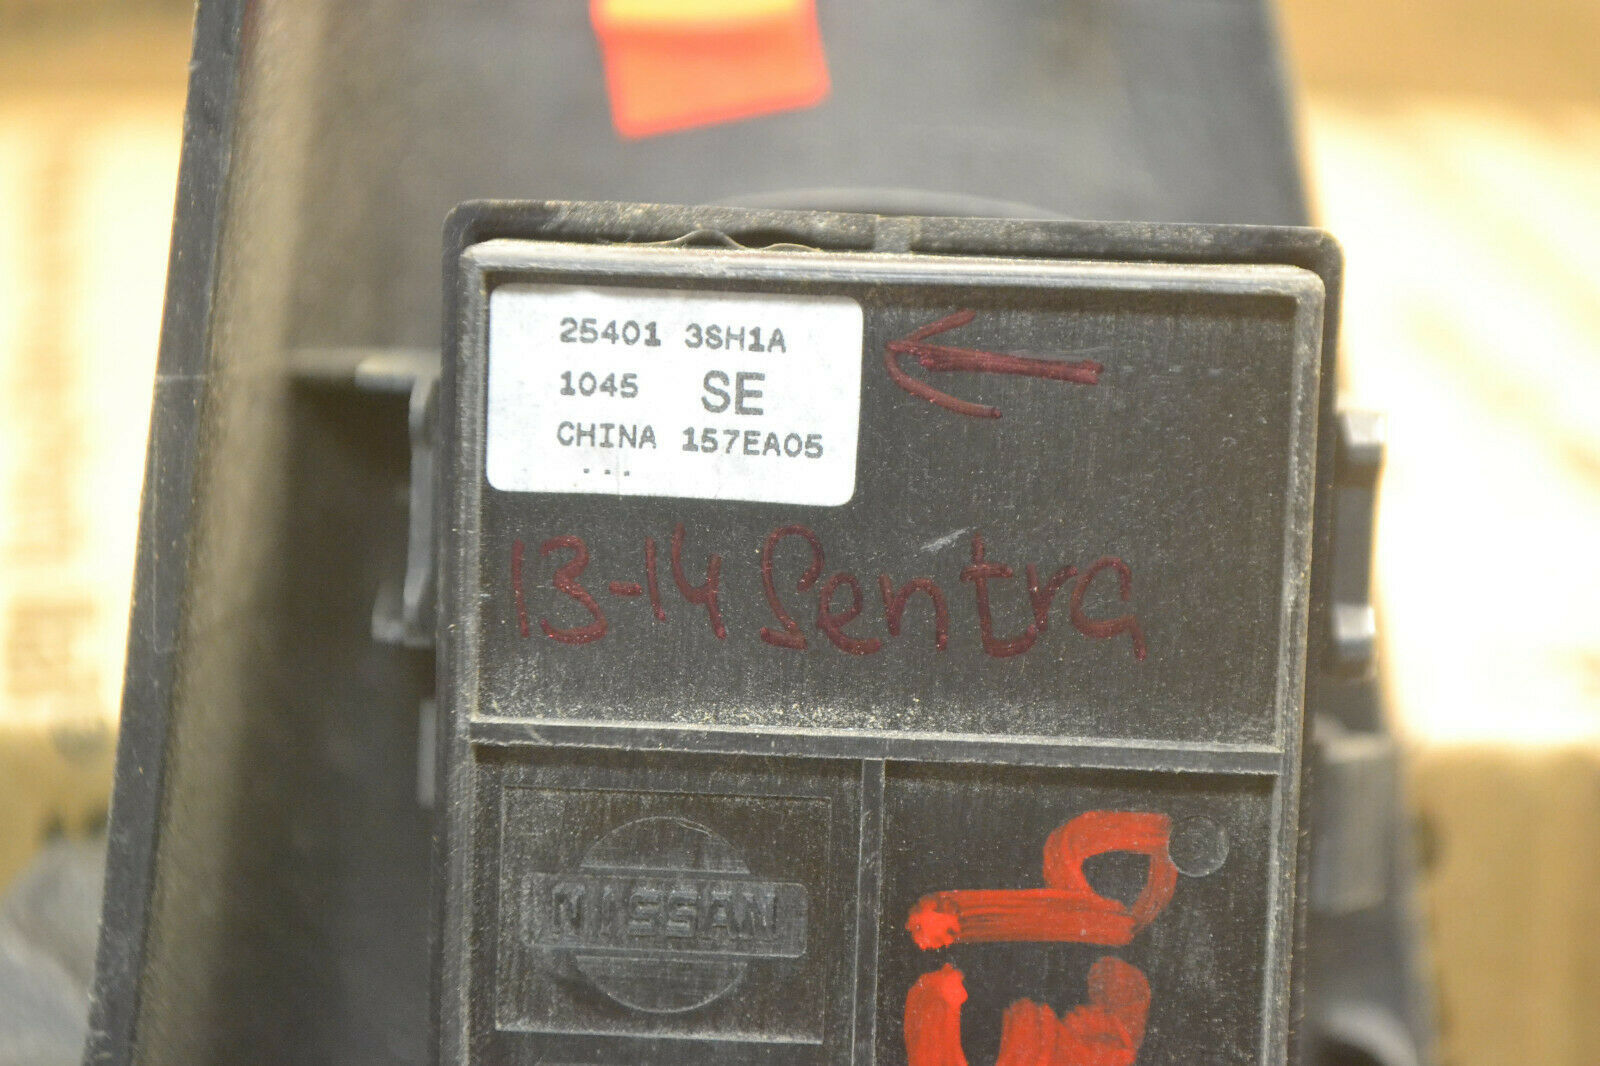 25401 3SH1A
1045 SE
CHINA 157EA05
13-14 Sentra
NISSAN